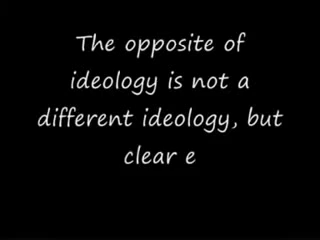 The opposite of
ideology is not a
different ideology, but
clear e